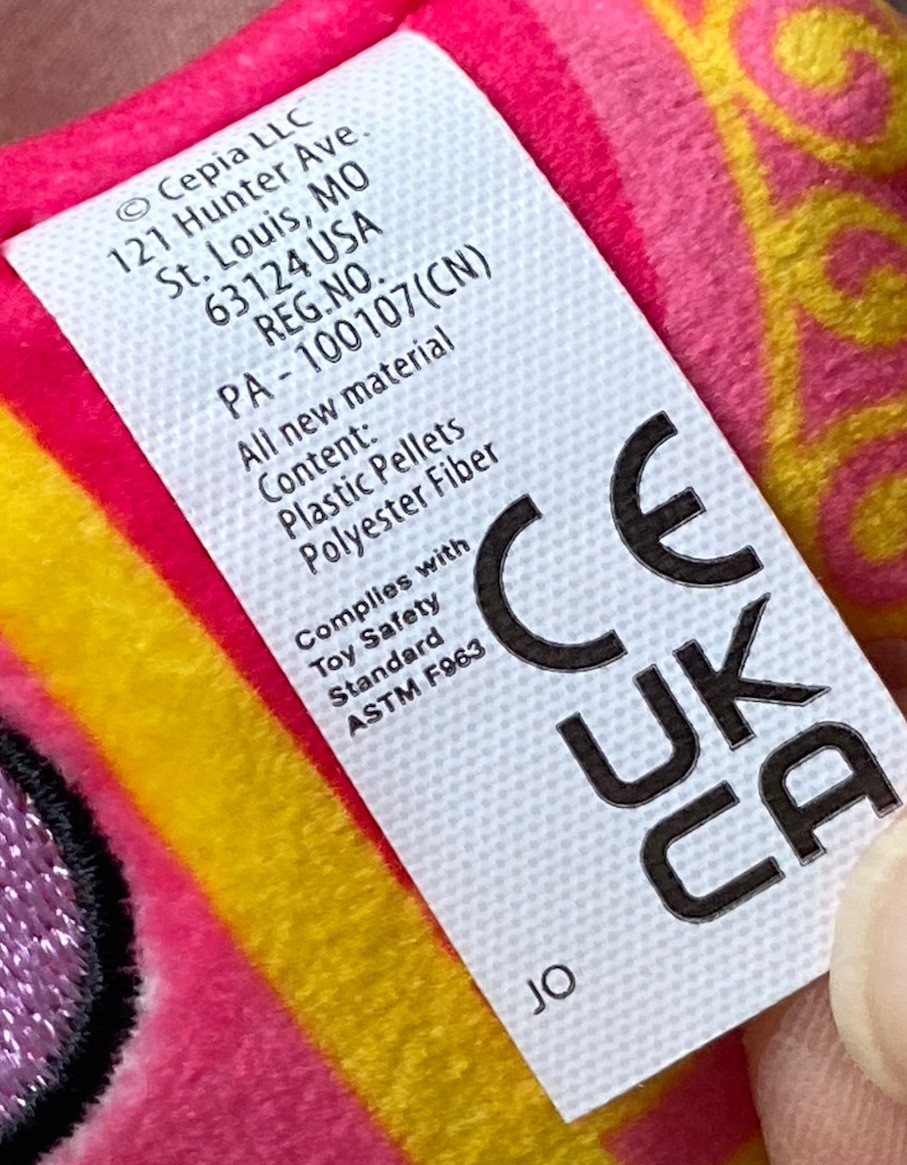 © Cepia LLC
121 Hunter Ave.
St. Louis, MO
63124 USA
REG.NO.
PA - 100107(CN)
All new material
Content:
Plastic Pellets
Polyester Fiber
Complies with
Toy Safety
Standard
ASTM F963
CE
UK
CA
JO